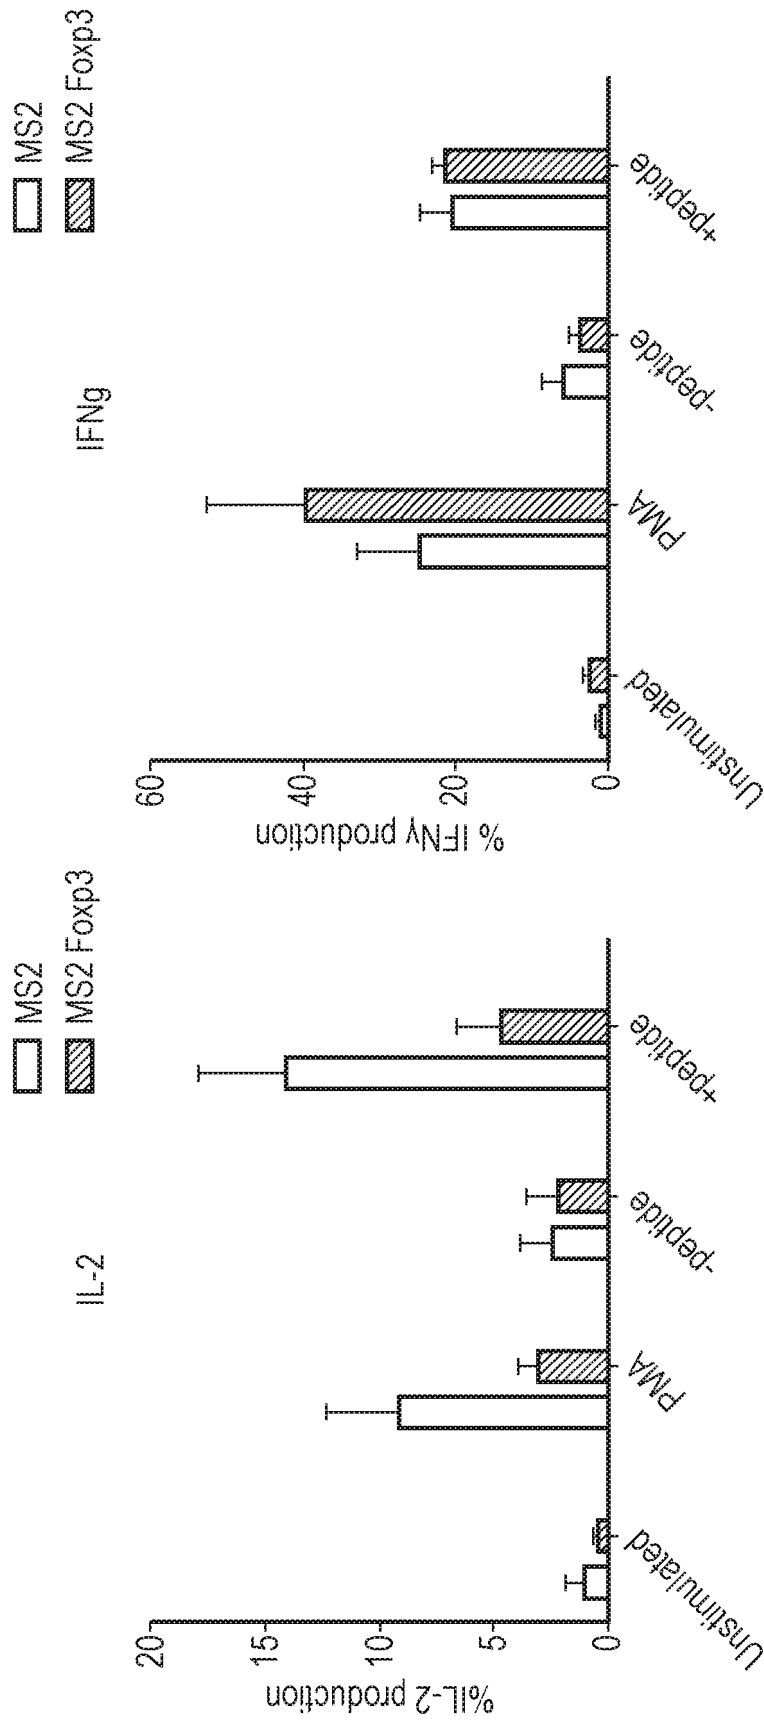 IL-2
MS2
MS2 Foxp3
%IL-2 production
20
15
10
5
0
Unstimulated
PMA
-peptide
+peptide
IFNg
MS2
MS2 Foxp3
% IFNγ production
60
40
20
0
Unstimulated
PMA
-peptide
+peptide